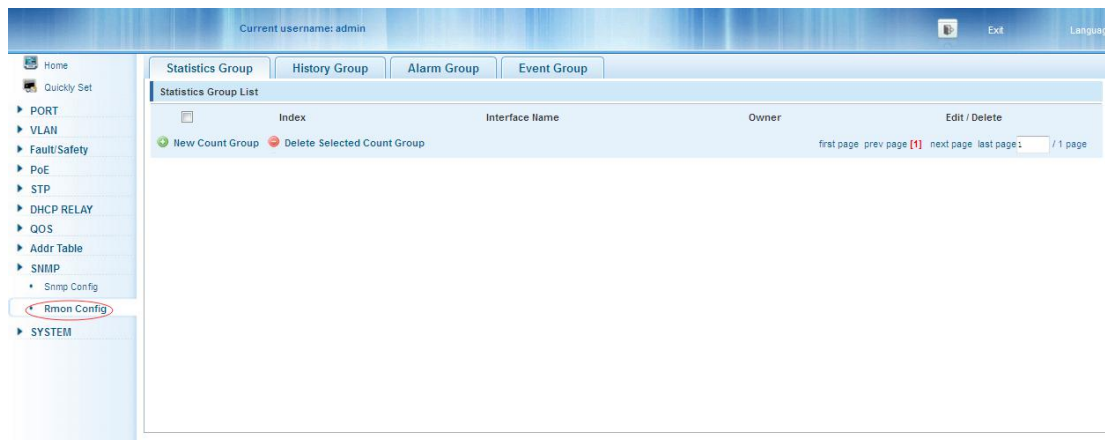 Current username: admin
Exit
Languag
Home
Quickly Set
PORT
VLAN
Fault/Safety
PoE
STP
DHCP RELAY
QOS
Addr Table
SNMP
Snmp Config
Rmon Config
SYSTEM
Statistics Group History Group Alarm Group Event Group
Statistics Group List
Index Interface Name Owner Edit / Delete
New Count Group Delete Selected Count Group first page prev page [1] next page last page / 1 page